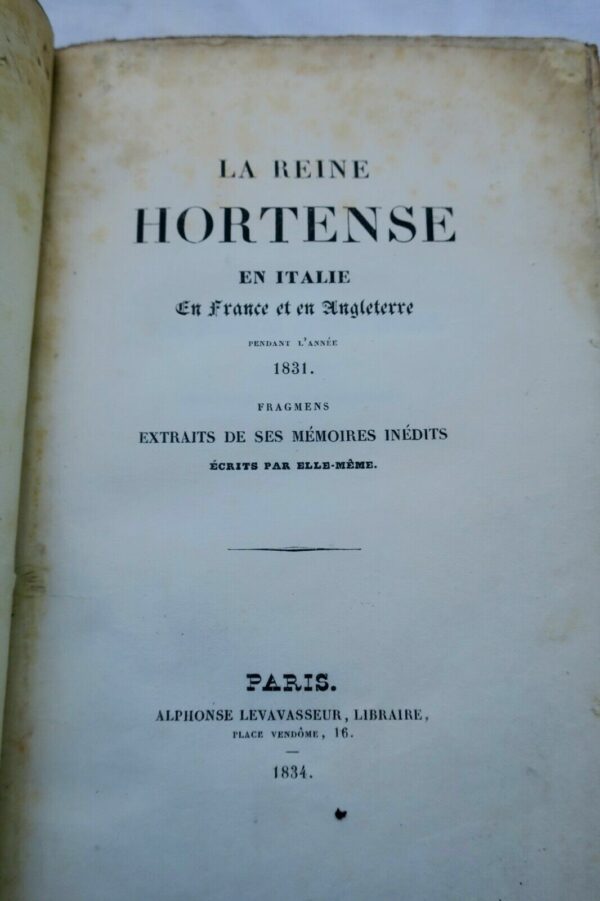 LA REINE
HORTENSE
EN ITALIE
En France et en Angleterre
PENDANT L'ANNÉE
1831.
FRAGMENS
EXTRAITS DE SES MÉMOIRES INÉDITS
ÉCRITS PAR ELLE-MÊME.
PARIS.
ALPHONSE LEVAVASSEUR, LIBRAIRE,
PLACE VENDÔME, 16.
1834.